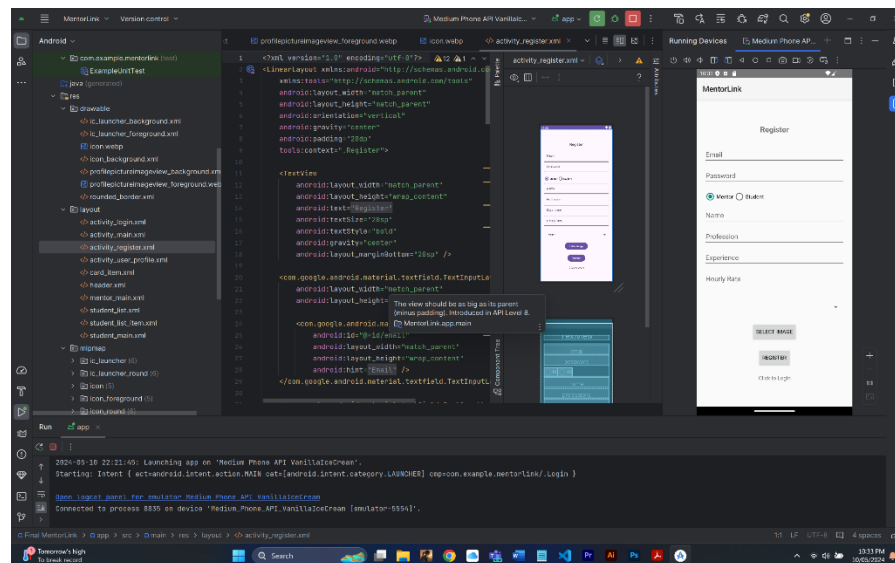 MentorLink
Version control
Medium Phone API Vanillaic...
app
Android
profilepictureimageview_foreground.webp
icon.webp
activity_register.xml
Running Devices
Medium Phone AP...
com.example.mentorlink (test)
ExampleUnitTest
java (generated)
res
drawable
ic_launcher_background.xml
ic_launcher_foreground.xml
icon.webp
icon_background.xml
profilepictureimageview_background.xm
profilepictureimageview_foreground.web
rounded_border.xml
layout
activity_login.xml
activity_main.xml
activity_register.xml
activity_user_profile.xml
card_item.xml
header.xml
mentor_main.xml
student_list.xml
student_list_item.xml
student_main.xml
mipmap
ic_launcher (6)
ic_launcher_round (6)
icon (5)
icon_foreground (5)
icon_round (6)
<?xml version="1.0" encoding="utf-8"?>
<LinearLayout xmlns:android="http://schemas.android.co
xmlns:tools="http://schemas.android.com/tools"
android:layout_width="match_parent"
android:layout_height="match_parent"
android:orientation="vertical"
android:gravity="center"
android:padding="20dp"
tools:context=".Register">
<TextView
android:layout_width="match_parent"
android:layout_height="wrap_content"
android:text="Register"
android:textSize="20sp"
android:textStyle="bold"
android:gravity="center"
android:layout_marginBottom="20sp" />
<com.google.android.material.textfield.TextInputLa
android:layout_width="match_parent"
android:layout_height=
The view should be as big as its parent
(minus padding). Introduced in API Level 8.
MentorLink.app.main
<com.google.android.ma
android:id="@+id/email"
android:layout_width="match_parent"
android:layout_height="wrap_content"
android:hint="Email" />
</com.google.android.material.textfield.TextInputL
Palette
activity_register.xml
Attributes
Component Tree
Register
MentorLink
Register
Email
Password
Mentor
Student
Name
Profession
Experience
Hourly Rate
SELECT IMAGE
REGISTER
Click to Login
Run
app
2024-05-10 22:21:45: Launching app on 'Medium Phone API VanillaIceCream'.
Starting: Intent { act=android.intent.action.MAIN cat=[android.intent.category.LAUNCHER] cmp=com.example.mentorlink/.Login }
Open logcat panel for emulator Medium Phone API VanillaIceCream
Connected to process 8835 on device 'Medium_Phone_API_VanillaIceCream [emulator-5554]'.
Final MentorLink > app > src > main > res > layout > activity_register.xml
1:1
LF
UTF-8
4 spaces
Tomorrow's high
To break record
Search
10:33 PM
10/05/2024